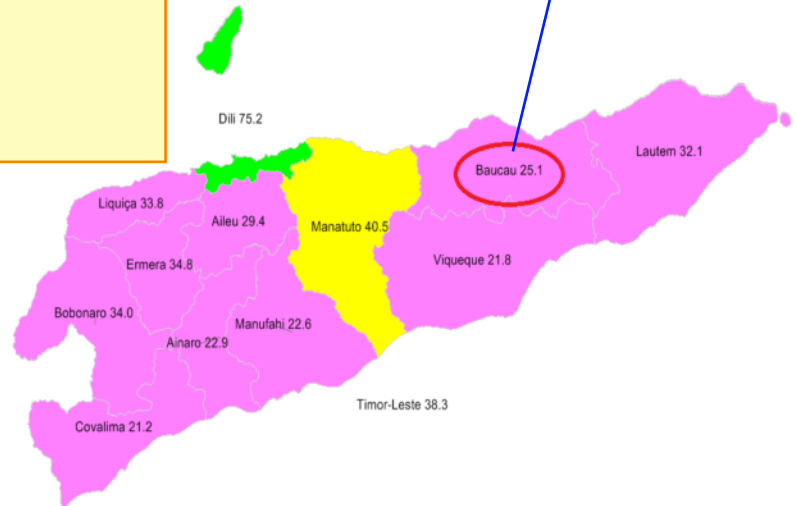 Dili 75.2
Lautem 32.1
Baucau 25.1
Liquiça 33.8
Aileu 29.4
Manatuto 40.5
Viqueque 21.8
Ermera 34.8
Bobonaro 34.0
Manufahi 22.6
Ainaro 22.9
Timor-Leste 38.3
Covalima 21.2